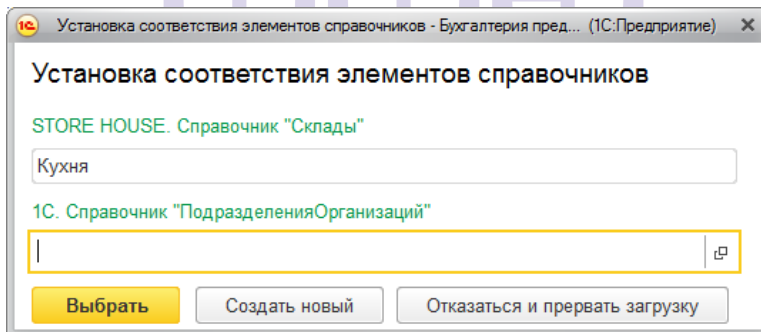 Установка соответствия элементов справочников - Бухгалтерия пред... (1С:Предприятие)
Установка соответствия элементов справочников
STORE HOUSE. Справочник "Склады"
Кухня
1С. Справочник "ПодразделенияОрганизаций"
Выбрать Создать новый Отказаться и прервать загрузку